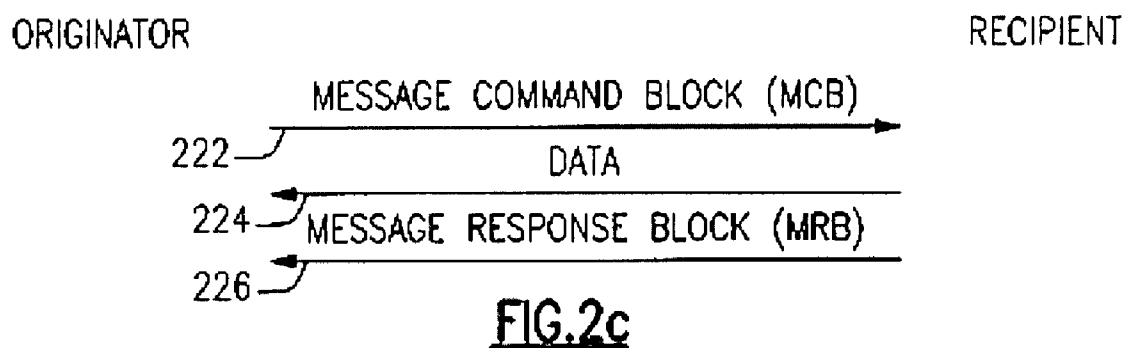 ORIGINATOR RECIPIENT
MESSAGE COMMAND BLOCK (MCB)
222
DATA
224
MESSAGE RESPONSE BLOCK (MRB)
226
FIG.2c